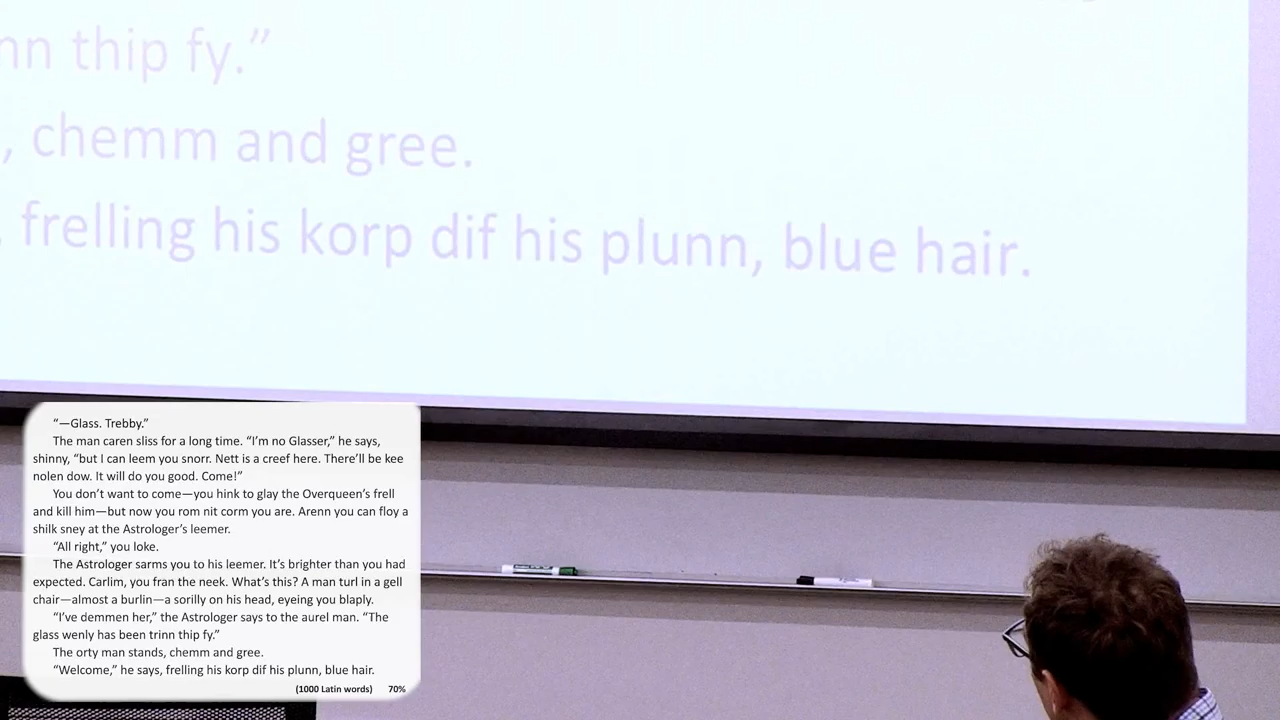 nn thip fy.”
, chemm and gree.
, frelling his korp dif his plunn, blue hair.
“—Glass. Trebby.”
The man caren sliss for a long time. “I’m no Glasser,” he says,
shinny, “but I can leem you snorr. Nett is a creef here. There’ll be kee
nolen dow. It will do you good. Come!”
You don’t want to come—you hink to glay the Overqueen’s frell
and kill him—but now you rom nit corm you are. Arenn you can floy a
shilk sney at the Astrologer’s leemer.
“All right,” you loke.
The Astrologer sarms you to his leemer. It’s brighter than you had
expected. Carlim, you fran the neek. What’s this? A man turl in a gell
chair—almost a burlin—a sorilly on his head, eyeing you blaply.
“I’ve demmen her,” the Astrologer says to the aurel man. “The
glass wenly has been trinn thip fy.”
The orty man stands, chemm and gree.
“Welcome,” he says, frelling his korp dif his plunn, blue hair.
(1000 Latin words) 70%